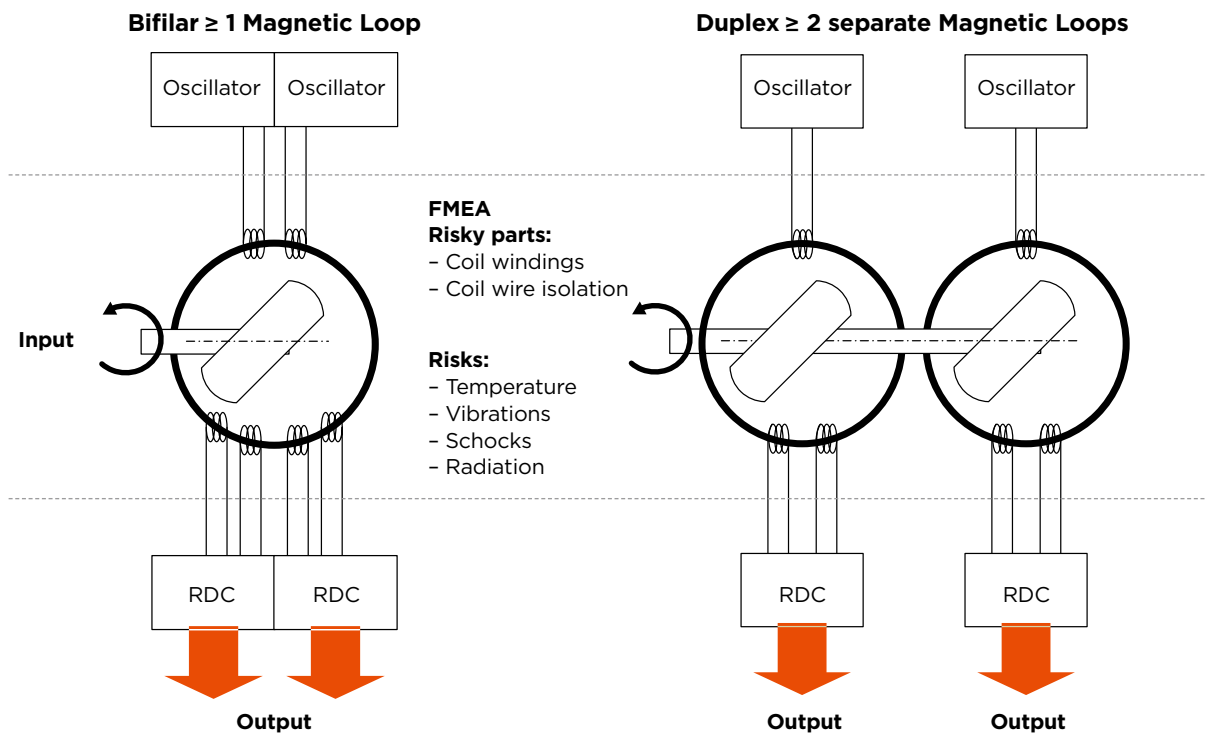 Bifilar ≥ 1 Magnetic Loop
Duplex ≥ 2 separate Magnetic Loops
Oscillator
Oscillator
Oscillator
Oscillator
FMEA
Risky parts:
– Coil windings
– Coil wire isolation
Input
Risks:
– Temperature
– Vibrations
– Schocks
– Radiation
RDC
RDC
RDC
RDC
Output
Output
Output